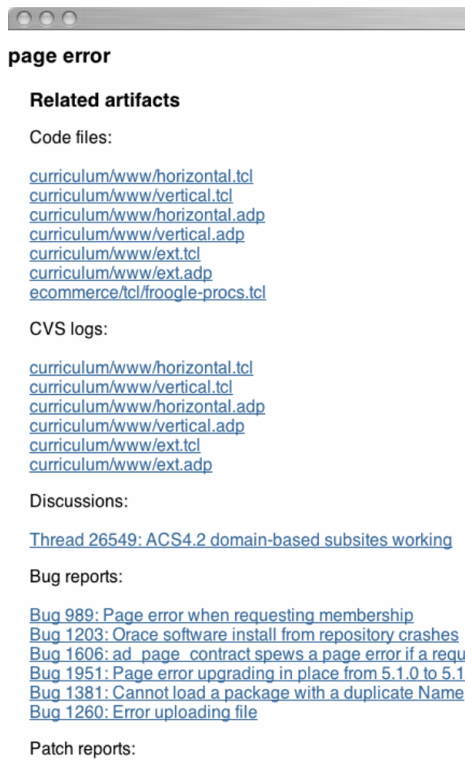 page error
Related artifacts
Code files:
curriculum/www/horizontal.tcl
curriculum/www/vertical.tcl
curriculum/www/horizontal.adp
curriculum/www/vertical.adp
curriculum/www/ext.tcl
curriculum/www/ext.adp
ecommerce/tcl/froogle-procs.tcl
CVS logs:
curriculum/www/horizontal.tcl
curriculum/www/vertical.tcl
curriculum/www/horizontal.adp
curriculum/www/vertical.adp
curriculum/www/ext.tcl
curriculum/www/ext.adp
Discussions:
Thread 26549: ACS4.2 domain-based subsites working
Bug reports:
Bug 989: Page error when requesting membership
Bug 1203: Orace software install from repository crashes
Bug 1606: ad_page_contract spews a page error if a requ
Bug 1951: Page error upgrading in place from 5.1.0 to 5.1
Bug 1381: Cannot load a package with a duplicate Name
Bug 1260: Error uploading file
Patch reports: